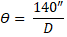 θ = 140″ / D